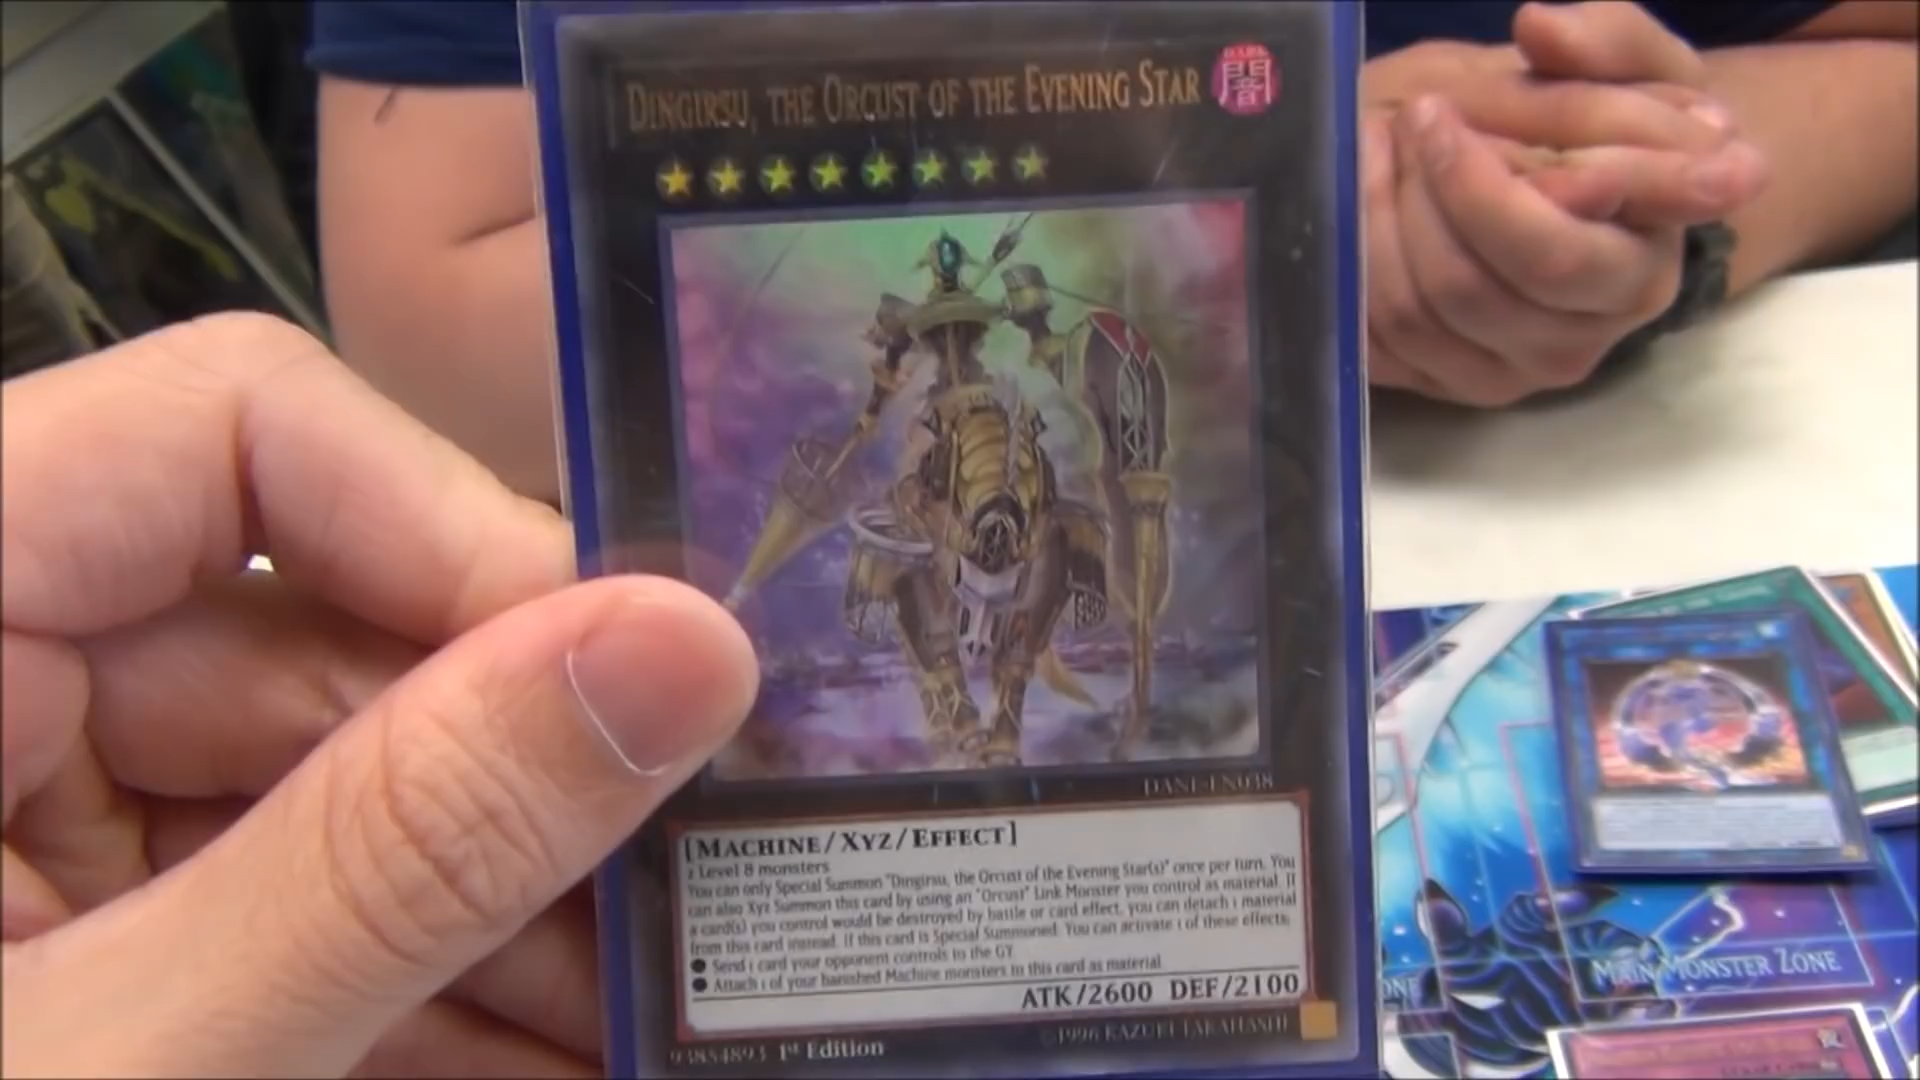 DINGIRSU, THE ORCUST OF THE EVENING STAR
DARK
闇
DANE-EN038
[MACHINE/XYZ/EFFECT]
2 Level 8 monsters
You can only Special Summon "Dingirsu, the Orcust of the Evening Star(s)" once per turn. You
can also Xyz Summon this card by using an "Orcust" Link Monster you control as material. If
a card(s) you control would be destroyed by battle or card effect, you can detach 1 material
from this card instead. If this card is Special Summoned: You can activate 1 of these effects;
● Send 1 card your opponent controls to the GY.
● Attach 1 of your banished Machine monsters to this card as material.
ATK/2600 DEF/2100
93854893 1st Edition
©1996 KAZUKI TAKAHASHI
MAIN MONSTER ZONE